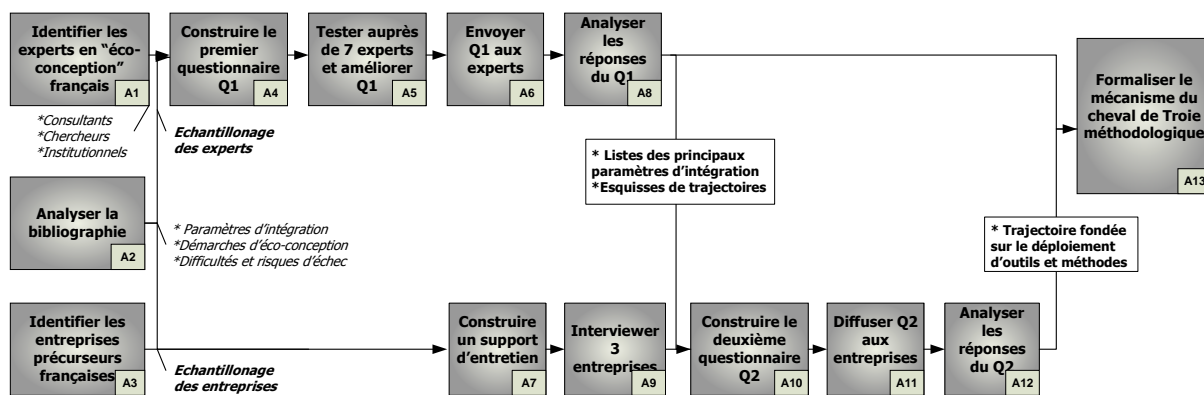 Identifier les
experts en “éco-
conception”
français
A1
Construire le
premier
questionnaire
Q1
A4
Tester auprès
de 7 experts
et améliorer
Q1
A5
Envoyer
Q1 aux
experts
A6
Analyser
les
réponses
du Q1
A8
Formaliser le
mécanisme du
cheval de Troie
méthodologique
A13
*Consultants
*Chercheurs
*Institutionnels
Echantillonage
des experts
* Listes des principaux
paramètres d’intégration
*Esquisses de trajectoires
Analyser la
bibliographie
A2
* Paramètres d’intégration
*Démarches d’éco-conception
*Difficultés et risques d’échec
* Trajectoire fondée
sur le déploiement
d’outils et méthodes
Identifier les
entreprises
précurseurs
françaises
A3
Echantillonage
des entreprises
Construire
un support
d’entretien
A7
Interviewer
3
entreprises
A9
Construire le
deuxième
questionnaire
Q2
A10
Diffuser Q2
aux
entreprises
A11
Analyser
les
réponses
du Q2
A12